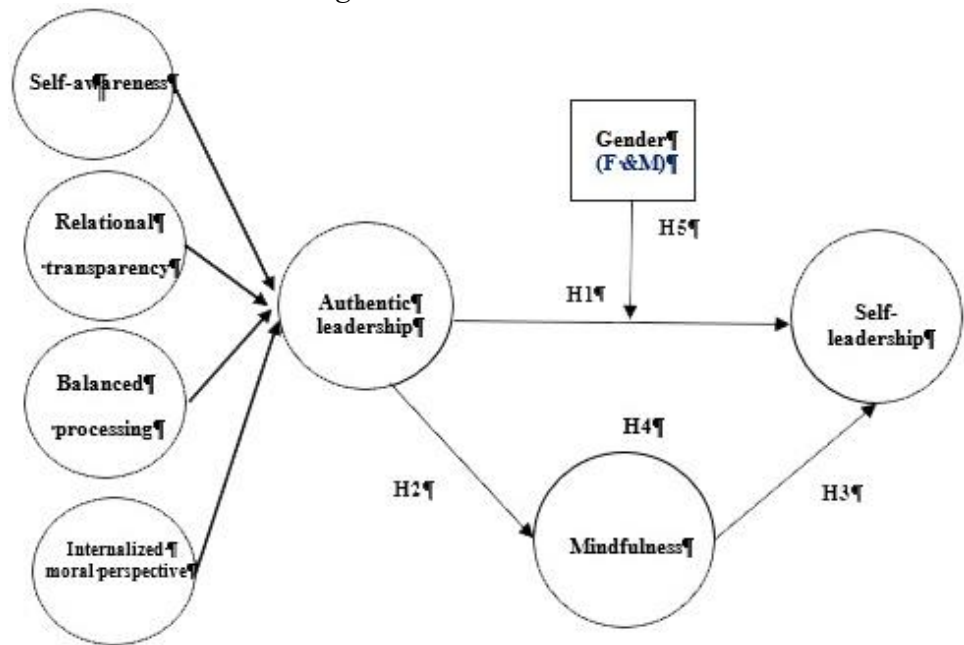 Self-awareness¶
Relational¶
·transparency¶
Balanced¶
·processing¶
Internalized·¶
moral·perspective¶
Authentic¶
leadership¶
Gender¶
(F·&M)¶
H5¶
H1¶
Self-
leadership¶
H4¶
H2¶
H3¶
Mindfulness¶